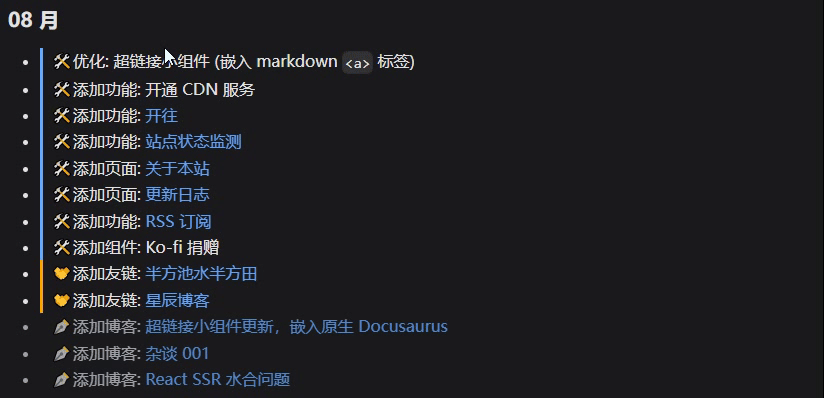 08 月
🛠优化: 超链接小组件 (嵌入 markdown <a> 标签)
🛠添加功能: 开通 CDN 服务
🛠添加功能: 开往
🛠添加功能: 站点状态监测
🛠添加页面: 关于本站
🛠添加页面: 更新日志
🛠添加功能: RSS 订阅
🛠添加组件: Ko-fi 捐赠
🤝添加友链: 半方池水半方田
🤝添加友链: 星辰博客
✒添加博客: 超链接小组件更新，嵌入原生 Docusaurus
✒添加博客: 杂谈 001
✒添加博客: React SSR 水合问题